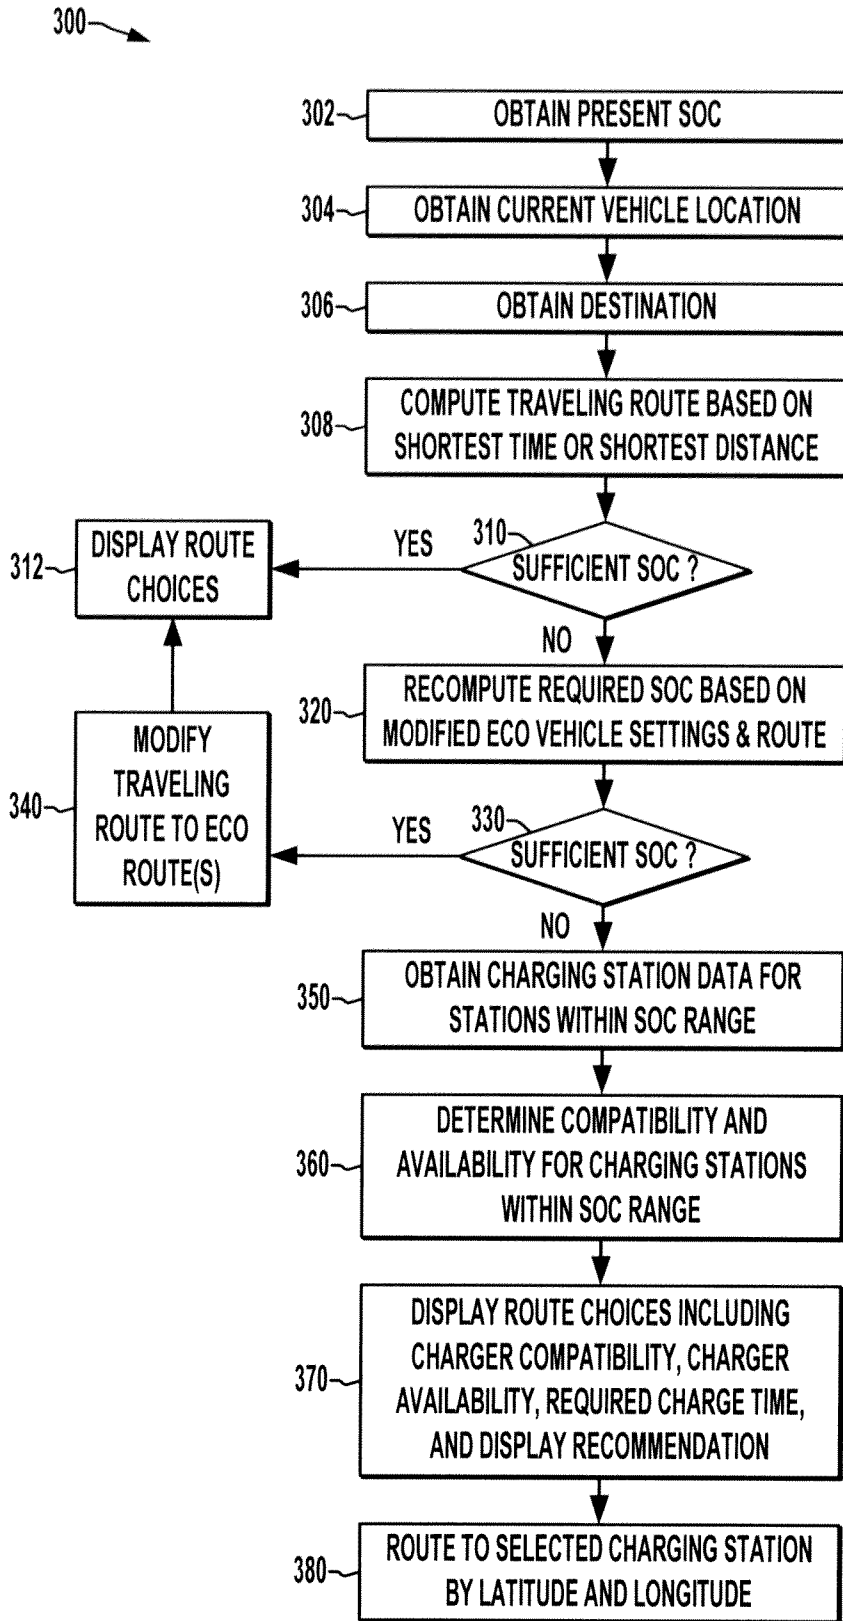 300
302
OBTAIN PRESENT SOC
304
OBTAIN CURRENT VEHICLE LOCATION
306
OBTAIN DESTINATION
308
COMPUTE TRAVELING ROUTE BASED ON
SHORTEST TIME OR SHORTEST DISTANCE
310
SUFFICIENT SOC ?
YES
312
DISPLAY ROUTE
CHOICES
NO
320
RECOMPUTE REQUIRED SOC BASED ON
MODIFIED ECO VEHICLE SETTINGS & ROUTE
330
SUFFICIENT SOC ?
YES
340
MODIFY
TRAVELING
ROUTE TO ECO
ROUTE(S)
NO
350
OBTAIN CHARGING STATION DATA FOR
STATIONS WITHIN SOC RANGE
360
DETERMINE COMPATIBILITY AND
AVAILABILITY FOR CHARGING STATIONS
WITHIN SOC RANGE
370
DISPLAY ROUTE CHOICES INCLUDING
CHARGER COMPATIBILITY, CHARGER
AVAILABILITY, REQUIRED CHARGE TIME,
AND DISPLAY RECOMMENDATION
380
ROUTE TO SELECTED CHARGING STATION
BY LATITUDE AND LONGITUDE